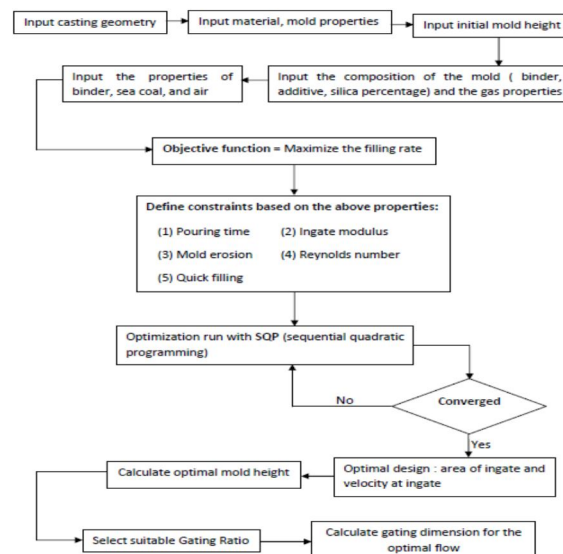 Input casting geometry
Input material, mold properties
Input initial mold height
Input the composition of the mold ( binder,
additive, silica percentage) and the gas properties
Input the properties of
binder, sea coal, and air
Objective function = Maximize the filling rate
Define constraints based on the above properties:
(1) Pouring time (2) Ingate modulus
(3) Mold erosion (4) Reynolds number
(5) Quick filling
Optimization run with SQP (sequential quadratic
programming)
Converged
No
Yes
Optimal design : area of ingate and
velocity at ingate
Calculate optimal mold height
Select suitable Gating Ratio
Calculate gating dimension for the
optimal flow